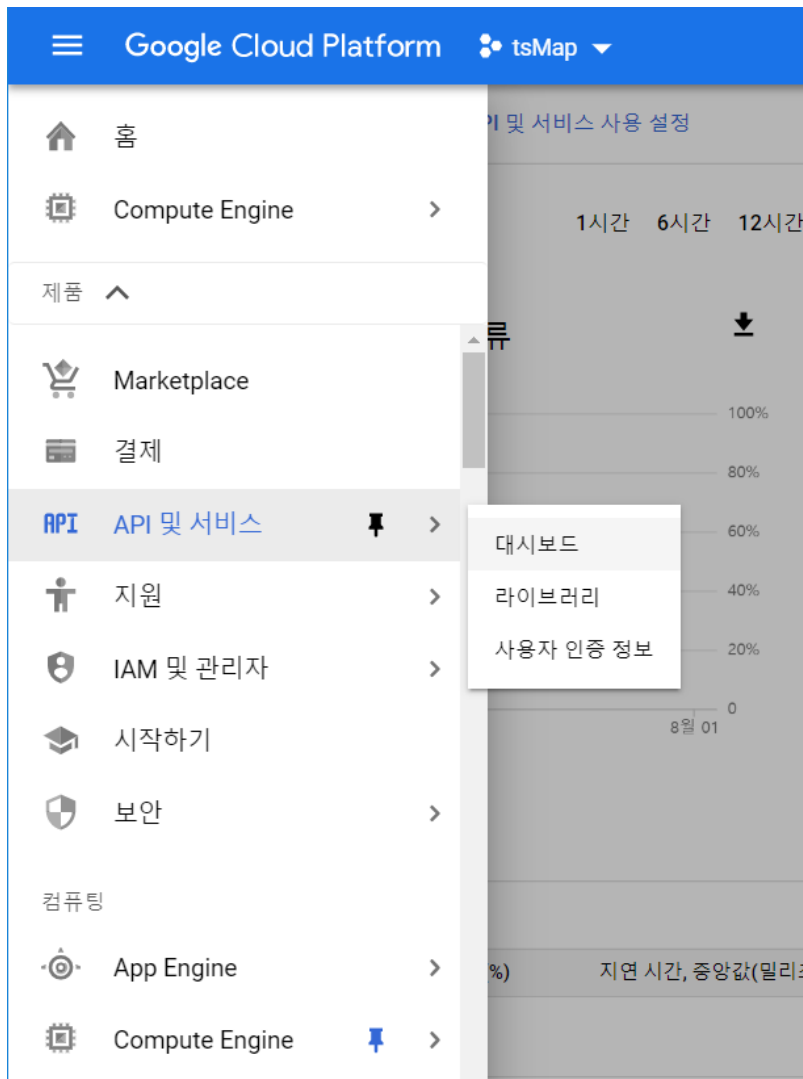 Google Cloud Platform tsMap
홈
PI 및 서비스 사용 설정
Compute Engine
1시간 6시간 12시간
제품
류
Marketplace
100%
결제
80%
API API 및 서비스
대시보드
60%
지원
라이브러리
40%
사용자 인증 정보
20%
IAM 및 관리자
0
8월 01
시작하기
보안
컴퓨팅
App Engine
%) 지연 시간, 중앙값(밀리
Compute Engine